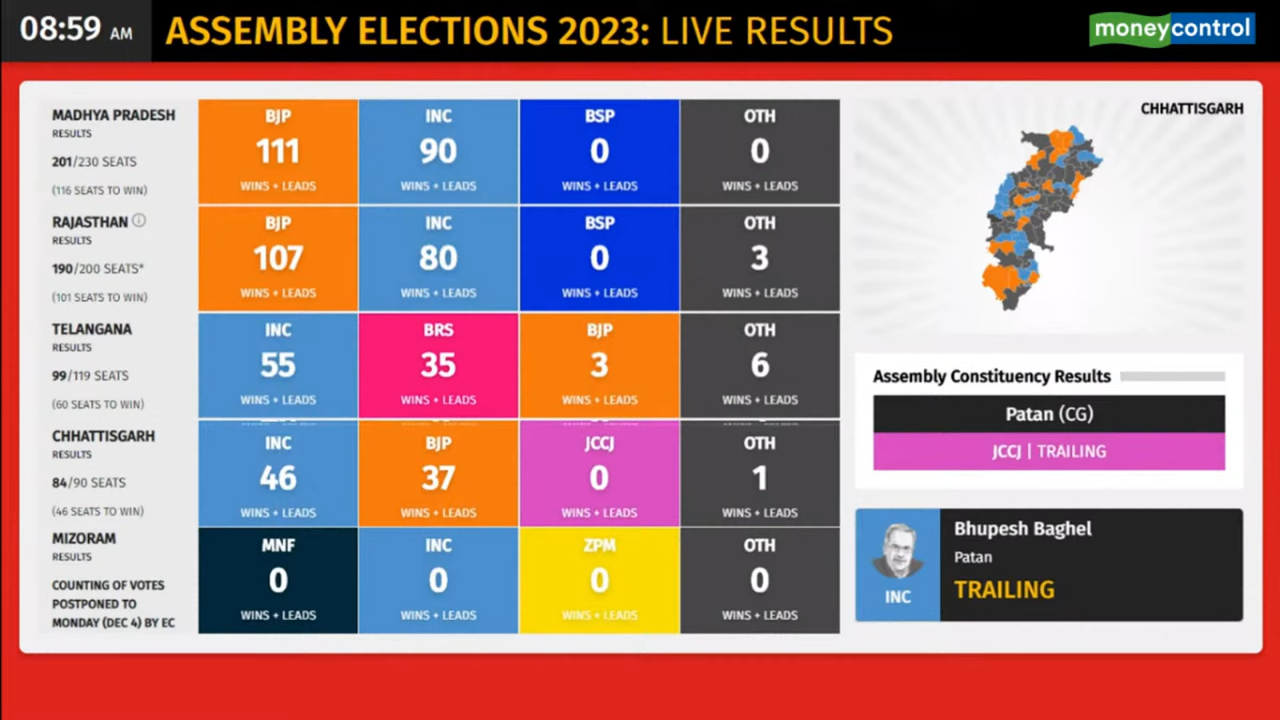 08:59 AM
ASSEMBLY ELECTIONS 2023: LIVE RESULTS
moneycontrol
MADHYA PRADESH
RESULTS
201/230 SEATS
(116 SEATS TO WIN)
BJP
111
WINS + LEADS
INC
90
WINS + LEADS
BSP
0
WINS + LEADS
OTH
0
WINS + LEADS
RAJASTHAN ⓘ
RESULTS
190/200 SEATS*
(101 SEATS TO WIN)
BJP
107
WINS + LEADS
INC
80
WINS + LEADS
BSP
0
WINS + LEADS
OTH
3
WINS + LEADS
TELANGANA
RESULTS
99/119 SEATS
(60 SEATS TO WIN)
INC
55
WINS + LEADS
BRS
35
WINS + LEADS
BJP
3
WINS + LEADS
OTH
6
WINS + LEADS
CHHATTISGARH
RESULTS
84/90 SEATS
(46 SEATS TO WIN)
INC
46
WINS + LEADS
BJP
37
WINS + LEADS
JCCJ
0
WINS + LEADS
OTH
1
WINS + LEADS
MIZORAM
RESULTS
COUNTING OF VOTES
POSTPONED TO
MONDAY (DEC 4) BY EC
MNF
0
WINS + LEADS
INC
0
WINS + LEADS
ZPM
0
WINS + LEADS
OTH
0
WINS + LEADS
CHHATTISGARH
Assembly Constituency Results
Patan (CG)
JCCJ | TRAILING
INC
Bhupesh Baghel
Patan
TRAILING